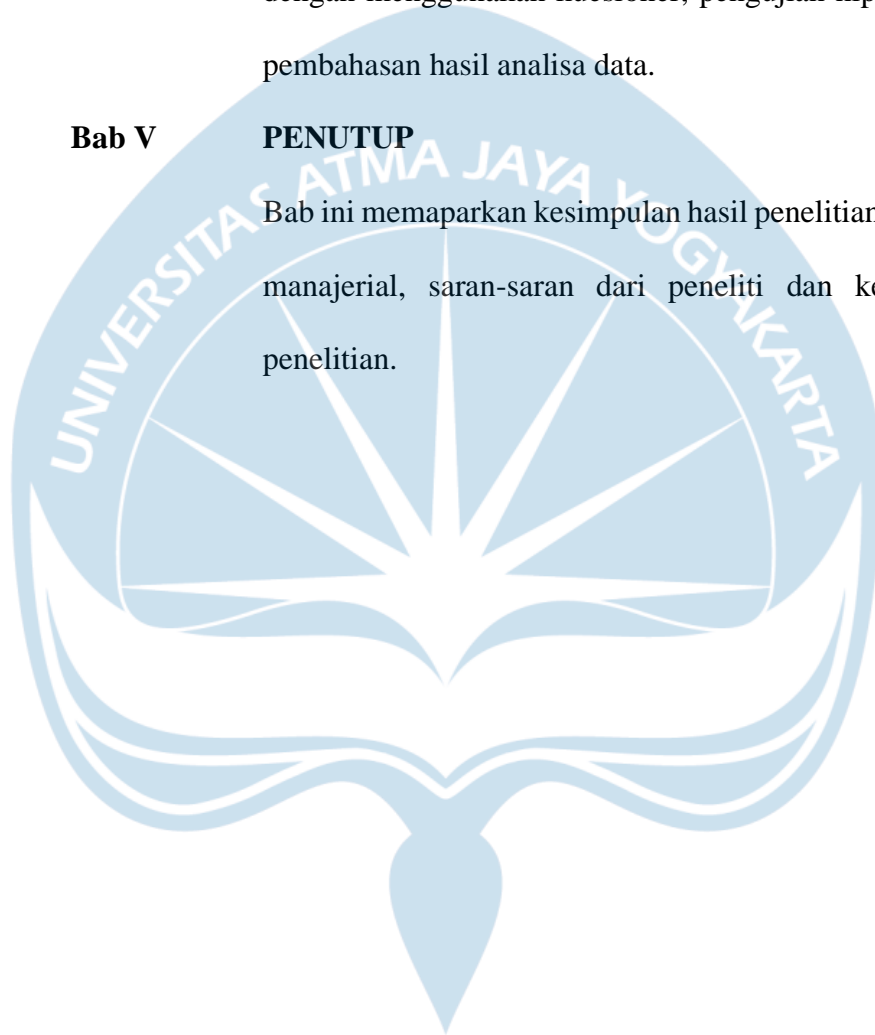 pembahasan hasil analisa data.
Bab V PENUTUP
UNIVERSITAS ATMA JAYA YOGYAKARTA
Bab ini memaparkan kesimpulan hasil penelitian
manajerial, saran-saran dari peneliti dan
penelitian.